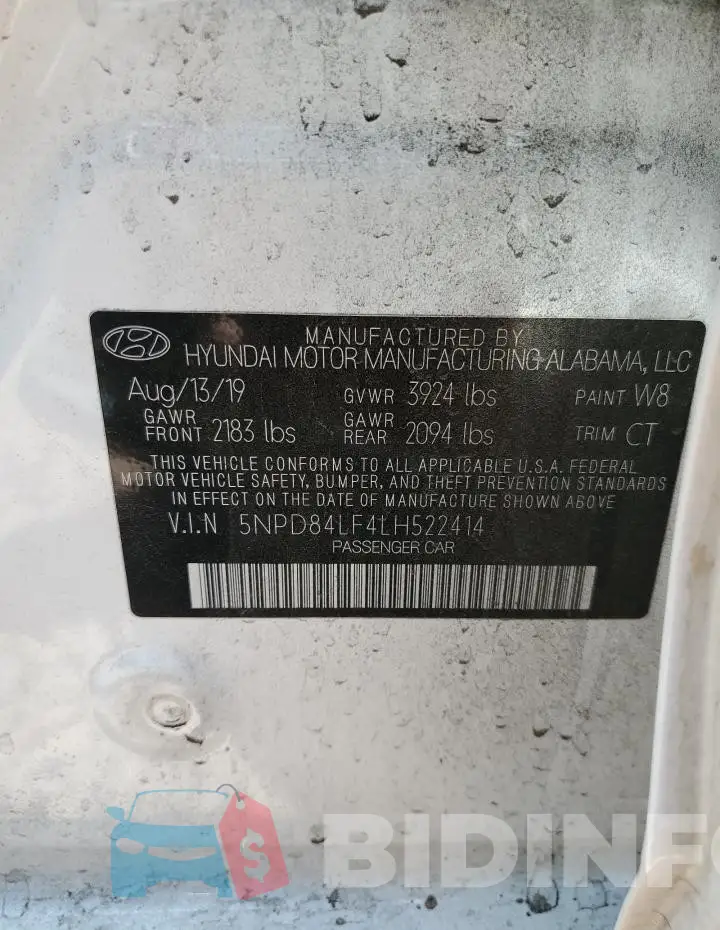 MANUFACTURED BY
HYUNDAI MOTOR MANUFACTURING ALABAMA, LLC
Aug/13/19 GVWR 3924 lbs PAINT W8
GAWR FRONT 2183 lbs GAWR REAR 2094 lbs TRIM CT
THIS VEHICLE CONFORMS TO ALL APPLICABLE U.S.A. FEDERAL
MOTOR VEHICLE SAFETY, BUMPER, AND THEFT PREVENTION STANDARDS
IN EFFECT ON THE DATE OF MANUFACTURE SHOWN ABOVE
V.I.N 5NPD84LF4LH522414
PASSENGER CAR
$ BIDINF